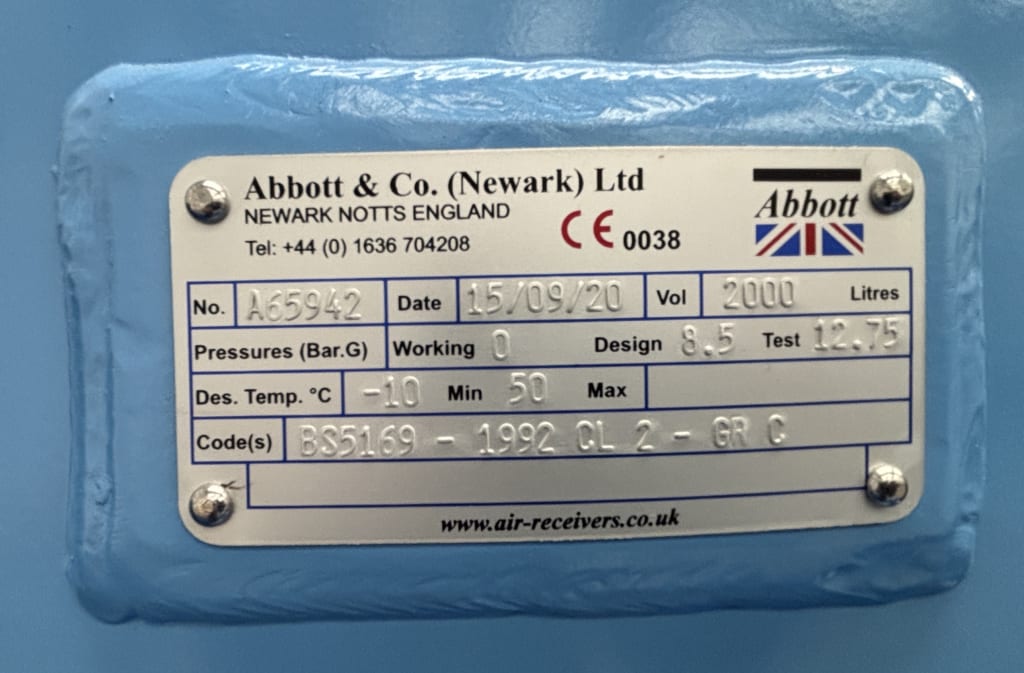 Abbott & Co. (Newark) Ltd
NEWARK NOTTS ENGLAND
Tel: +44 (0) 1636 704208
CE 0038
Abbott
No. A65942 Date 15/09/20 Vol 2000 Litres
Pressures (Bar.G) Working 0 Design 8.5 Test 12.75
Des. Temp. °C -10 Min 50 Max
Code(s) BS5169 - 1992 CL 2 - GR C
www.air-receivers.co.uk